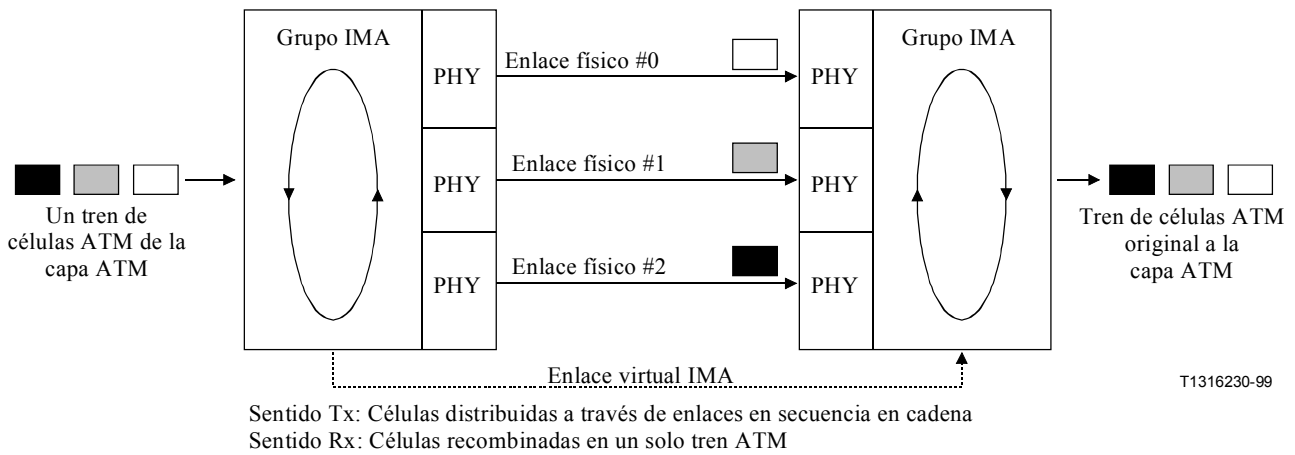 Grupo IMA
Grupo IMA
PHY
Enlace físico #0
PHY
PHY
Enlace físico #1
PHY
Un tren de
células ATM de la
capa ATM
Tren de células ATM
original a la
capa ATM
PHY
Enlace físico #2
PHY
Enlace virtual IMA
T1316230-99
Sentido Tx: Células distribuidas a través de enlaces en secuencia en cadena
Sentido Rx: Células recombinadas en un solo tren ATM